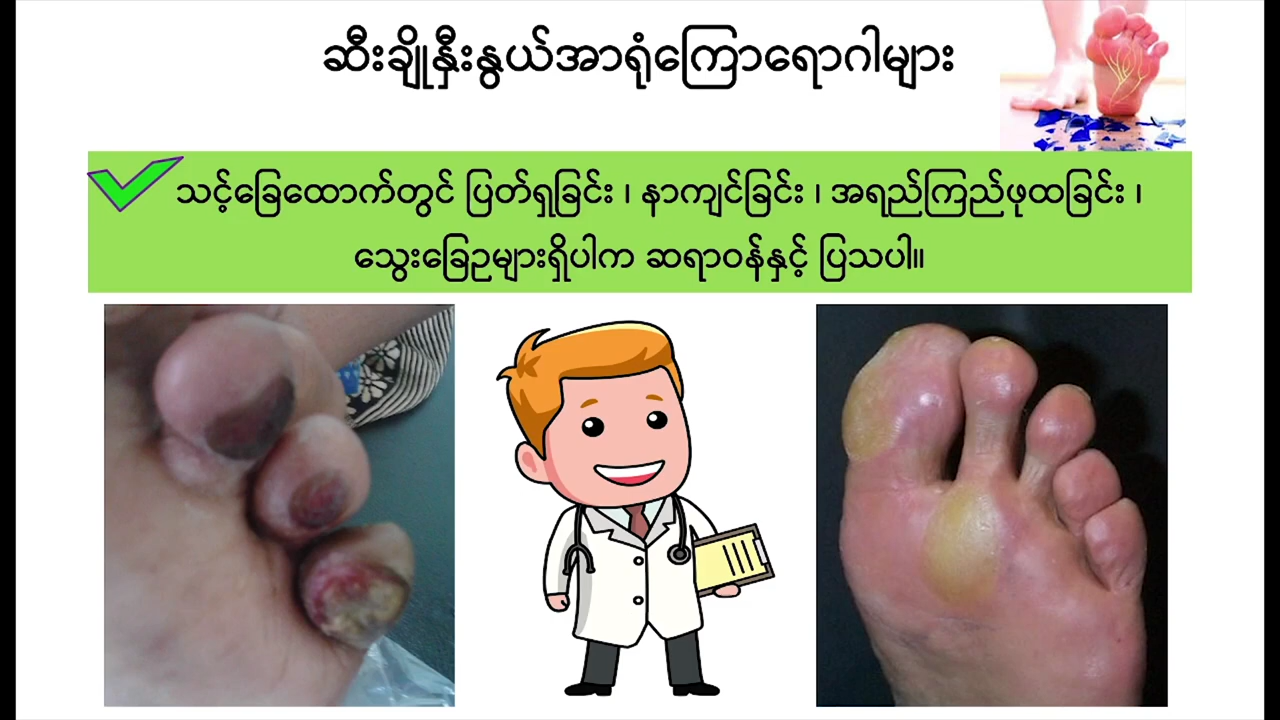 ဆီးချိုနှီးနွယ်အာရုံကြောရောဂါများ
သင့်ခြေထောက်တွင် ပြတ်ရှခြင်း ၊ နာကျင်ခြင်း ၊ အရည်ကြည်ဖုထခြင်း ၊
သွေးခြေဥများရှိပါက ဆရာဝန်နှင့် ပြသပါ။